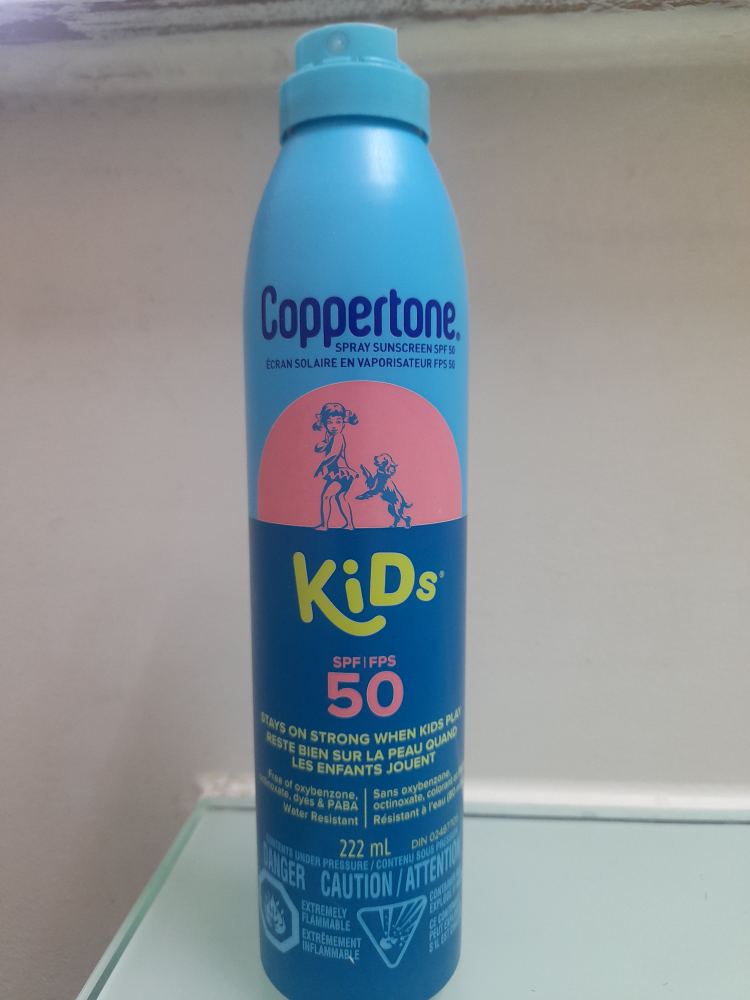 Coppertone
SPRAY SUNSCREEN SPF 50
ÉCRAN SOLAIRE EN VAPORISATEUR FPS 50
KiDs
SPF | FPS
50
STAYS ON STRONG WHEN KIDS PLAY
RESTE BIEN SUR LA PEAU QUAND
LES ENFANTS JOUENT
Free of oxybenzone,
octinoxate, dyes & PABA
Water Resistant
Sans oxybenzone,
octinoxate, colorant
Résistant à l'eau
222 mL
DIN
CONTENTS UNDER PRESSURE / CONTENU SOUS PRESSION
DANGER
CAUTION / ATTENTION
EXTREMELY
FLAMMABLE
EXTRÊMEMENT
INFLAMMABLE